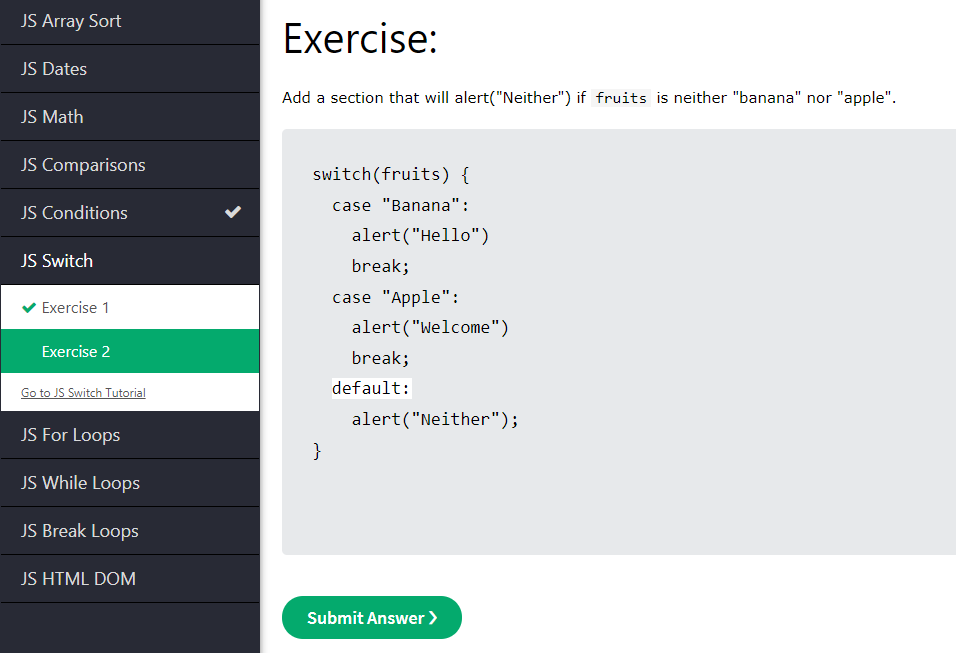 JS Array Sort
JS Dates
JS Math
JS Comparisons
JS Conditions
JS Switch
Exercise 1
Exercise 2
Go to JS Switch Tutorial
JS For Loops
JS While Loops
JS Break Loops
JS HTML DOM
Exercise:
Add a section that will alert("Neither") if fruits is neither "banana" nor "apple".
switch(fruits) {
  case "Banana":
    alert("Hello")
    break;
  case "Apple":
    alert("Welcome")
    break;
  default:
    alert("Neither");
}
Submit Answer ❯